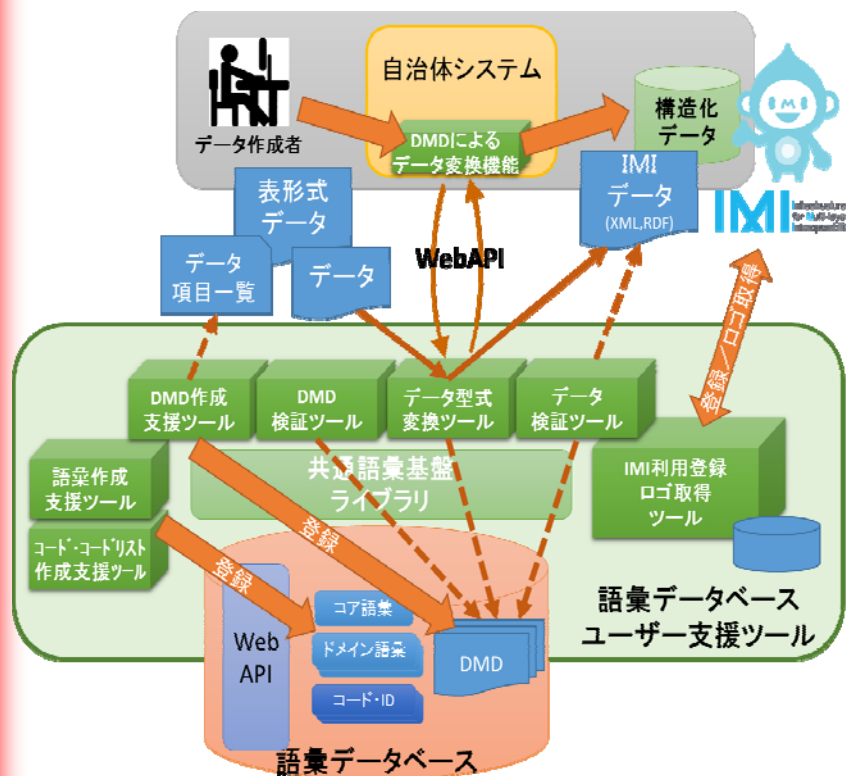 自治体システム
データ作成者
DMDによる
データ変換機能
構造化
データ
IMI
IMI
Infrastructure
for Multi-layer
Interoperability
表形式
データ
IMI
データ
(XML,RDF)
データ
項目一覧
データ
WebAPI
登録／ロゴ取得
DMD作成
支援ツール
DMD
検証ツール
データ型式
変換ツール
データ
検証ツール
語彙作成
支援ツール
共通語彙基盤
ライブラリ
IMI利用登録
ロゴ取得
ツール
コード・コードリスト
作成支援ツール
登録
登録
語彙データベース
ユーザー支援ツール
Web
API
コア語彙
ドメイン語彙
コード・ID
DMD
語彙データベース